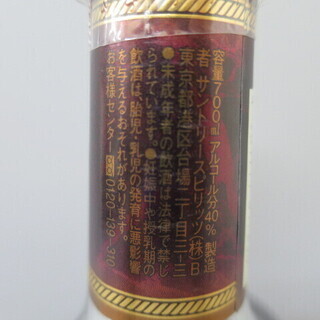 容量700ml アルコール分40% 製造
者 サントリースピリッツ(株)B
東京都港区台場二丁目三-三
●未成年者の飲酒は法律で禁じ
られています。●妊娠中や授乳期の
飲酒は、胎児・乳児の発育に悪影響
を与えるおそれがあります。
お客様センター 0120-139-310